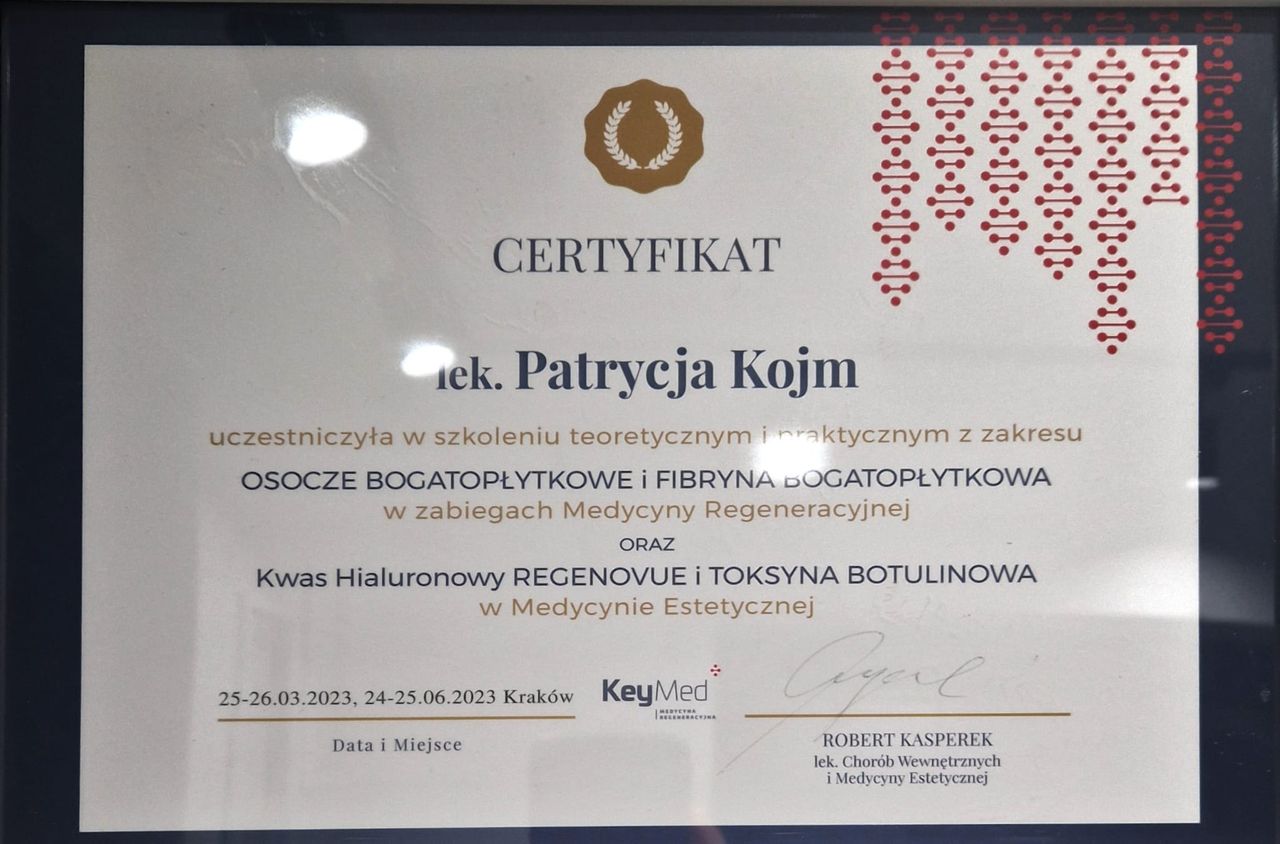 CERTYFIKAT
lek. Patrycja Kojm
uczestniczyła w szkoleniu teoretycznym i praktycznym z zakresu
OSOCZE BOGATOPŁYTKOWE i FIBRYNA BOGATOPŁYTKOWA
w zabiegach Medycyny Regeneracyjnej
ORAZ
Kwas Hialuronowy REGENOVUE i TOKSYNA BOTULINOWA
w Medycynie Estetycznej
25-26.03.2023, 24-25.06.2023 Kraków
Data i Miejsce
KeyMed
MEDYCYNA
REGENERACYJNA
ROBERT KASPEREK
lek. Chorób Wewnętrznych
i Medycyny Estetycznej